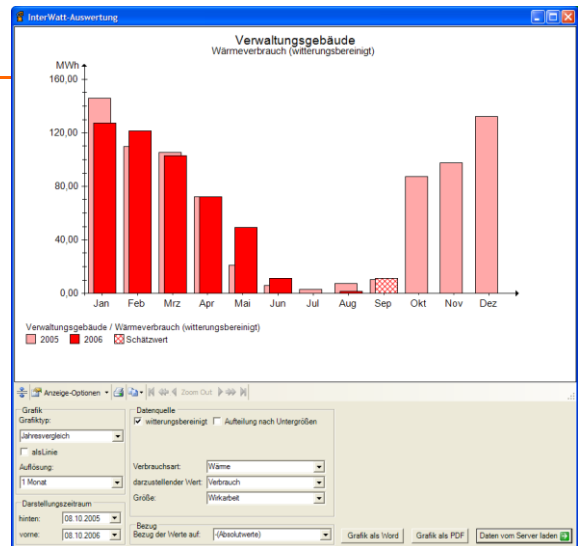 InterWatt-Auswertung
Verwaltungsgebäude
Wärmeverbrauch (witterungsbereinigt)
MWh
160,00
120,00
80,00
40,00
0,00
Jan Feb Mrz Apr Mai Jun Jul Aug Sep Okt Nov Dez
Verwaltungsgebäude / Wärmeverbrauch (witterungsbereinigt)
2005 2006 Schätzwert
Anzeige-Optionen Zoom Out
Grafik
Grafiktyp:
Jahresvergleich
alsLinie
Auflösung:
1 Monat
Darstellungszeitraum
hinten: 08.10.2005
vorne: 08.10.2006
Datenquelle
witterungsbereinigt Aufteilung nach Untergrößen
Verbrauchsart: Wärme
darzustellender Wert: Verbrauch
Größe: Wirkarbeit
Bezug
Bezug der Werte auf: -(Absolutwerte)
Grafik als Word Grafik als PDF Daten vom Server laden